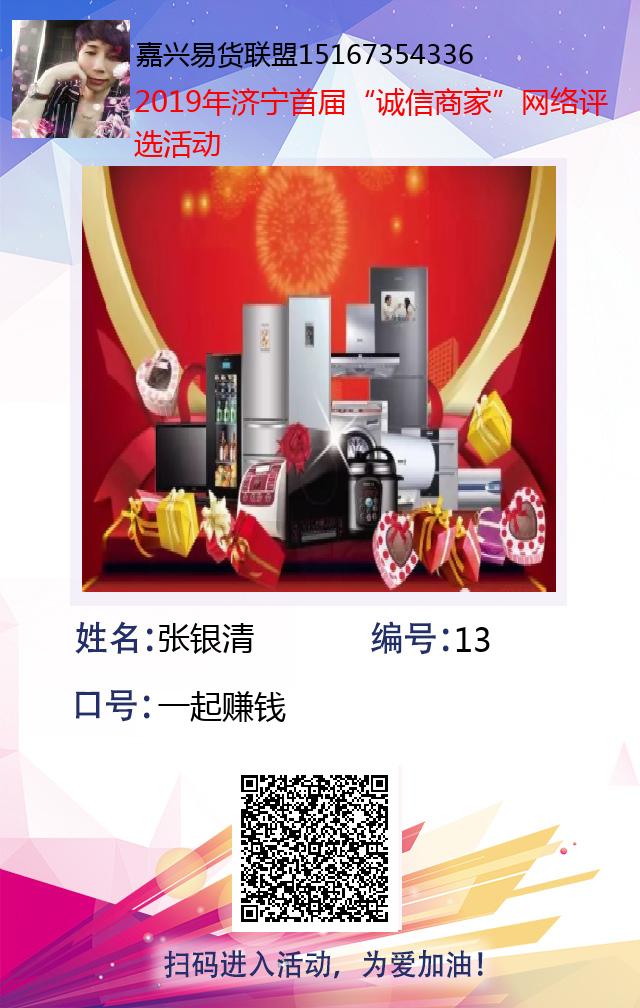 嘉兴易货联盟15167354336
2019年济宁首届“诚信商家”网络评
选活动
姓名:张银清
编号:13
口号:一起赚钱
扫码进入活动，为爱加油!